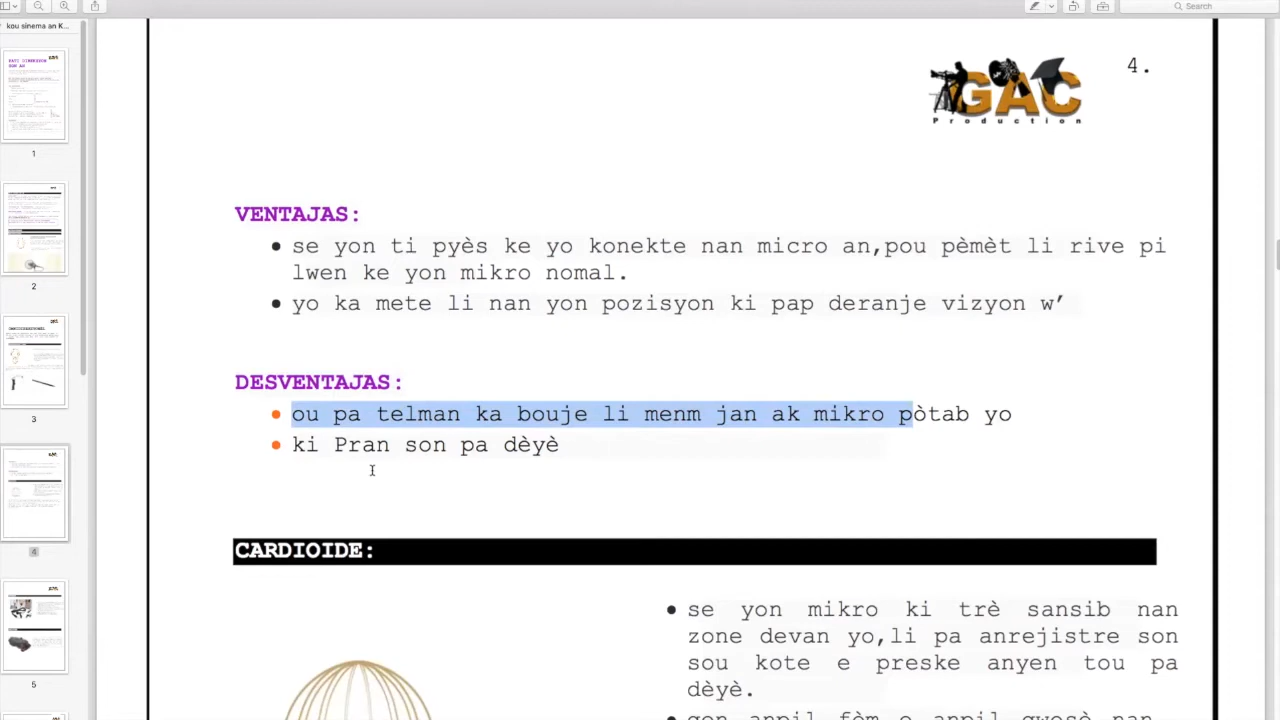 Search
kou sinema an K...
1
2
3
4
5
GAC
Production
4.
VENTAJAS:
• se yon ti pyès ke yo konekte nan micro an,pou pèmèt li rive pi
lwen ke yon mikro nomal.
• yo ka mete li nan yon pozisyon ki pap deranje vizyon w’
DESVENTAJAS:
• ou pa telman ka bouje li menm jan ak mikro pòtab yo
• ki Pran son pa dèyè
CARDIOIDE:
• se yon mikro ki trè sansib nan
zone devan yo,li pa anrejistre son
sou kote e preske anyen tou pa
dèyè.